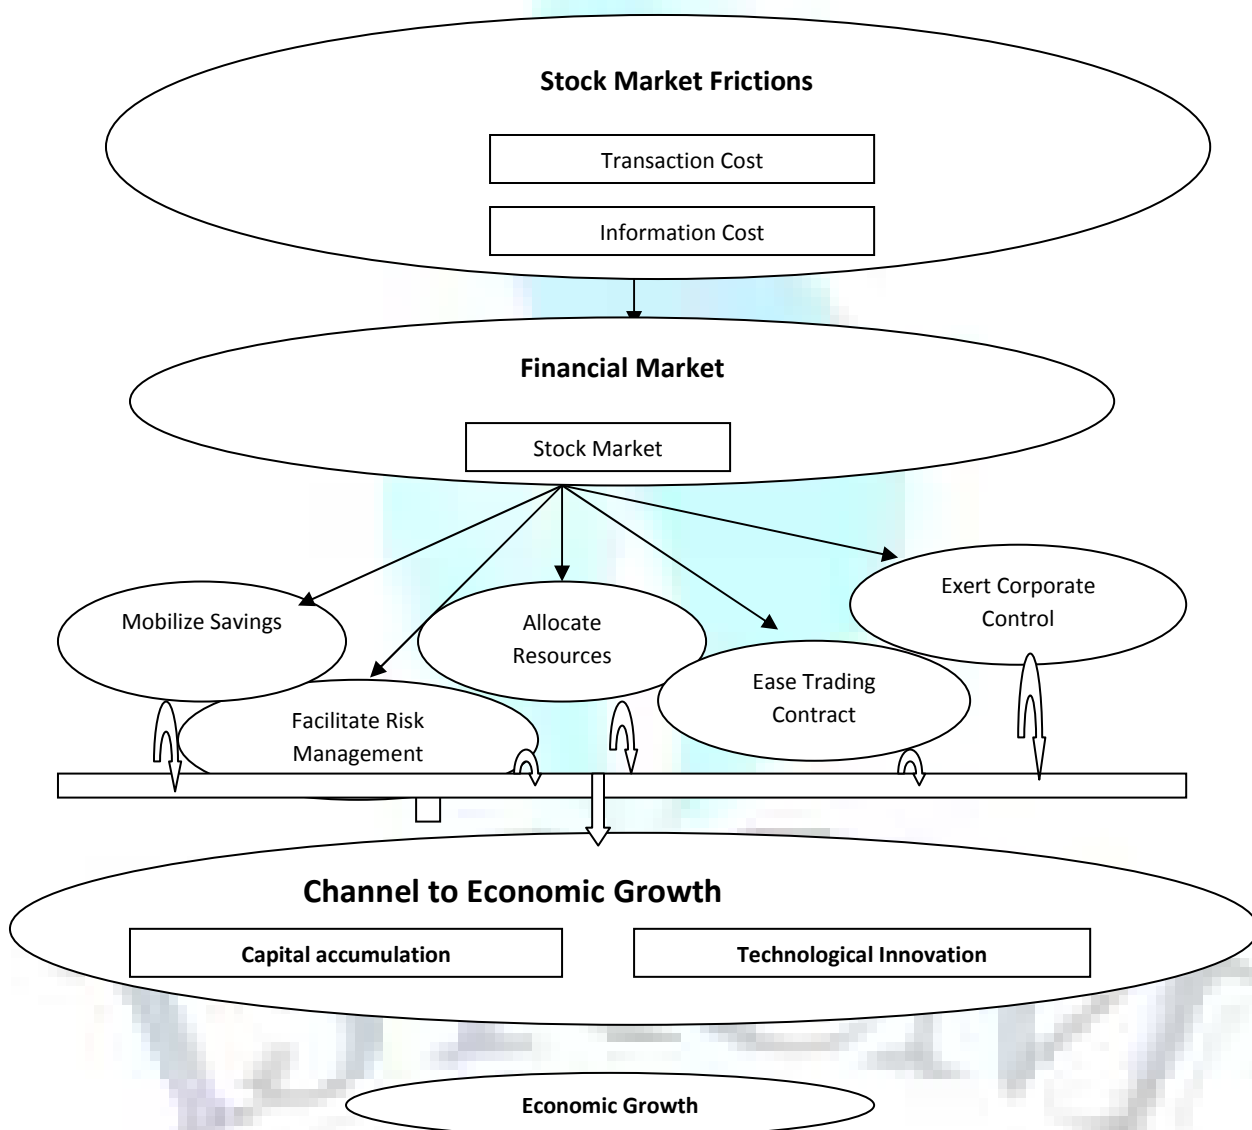 Stock Market Frictions
Transaction Cost
Information Cost
Financial Market
Stock Market
Mobilize Savings
Facilitate Risk
Management
Allocate
Resources
Ease Trading
Contract
Exert Corporate
Control
Channel to Economic Growth
Capital accumulation
Technological Innovation
Economic Growth